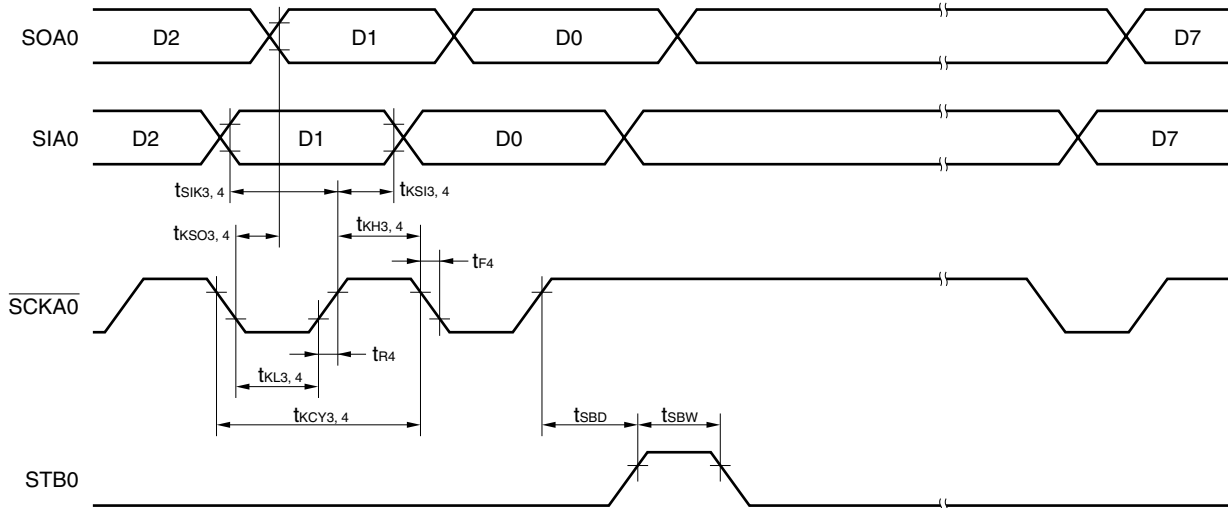 SOA0 D2 D1 D0 D7
SIA0 D2 D1 D0 D7
tSIK3, 4 tKSI3, 4
tKSO3, 4 tKH3, 4
tF4
SCKA0
tR4
tKL3, 4
tKCY3, 4 tSBD tSBW
STB0